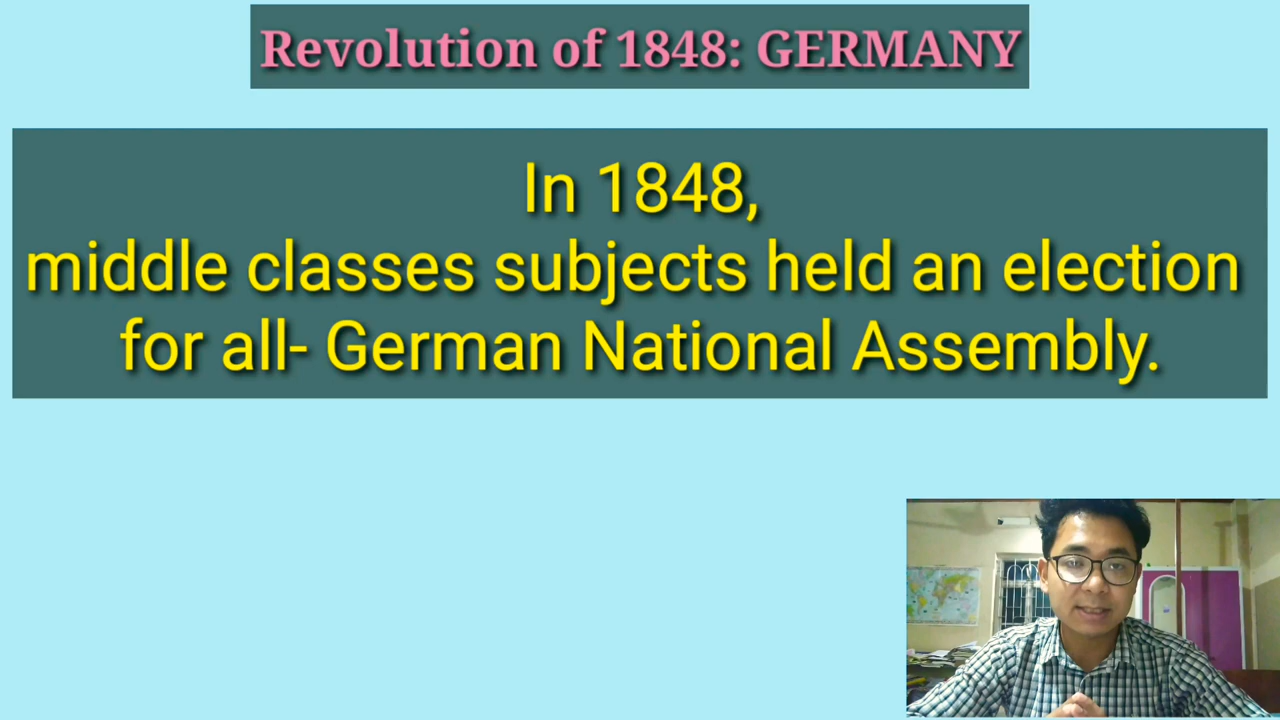 Revolution of 1848: GERMANY
In 1848,
middle classes subjects held an election
for all- German National Assembly.